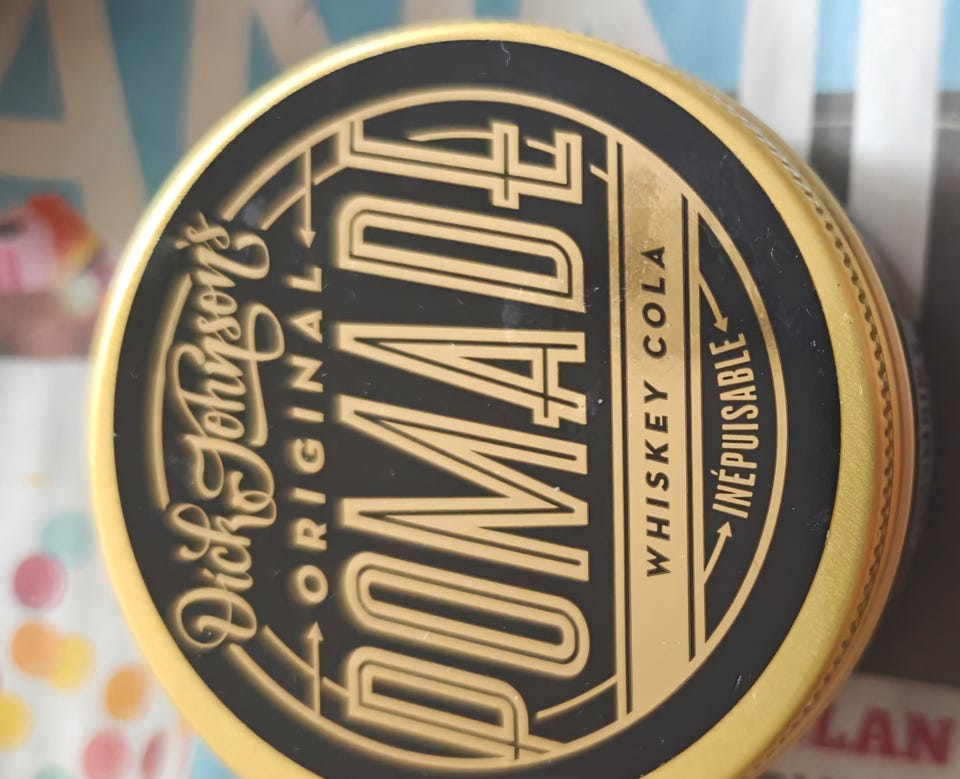 Dick Johnson's
ORIGINAL
POMADE
WHISKEY COLA
INÉPUISABLE
LAN